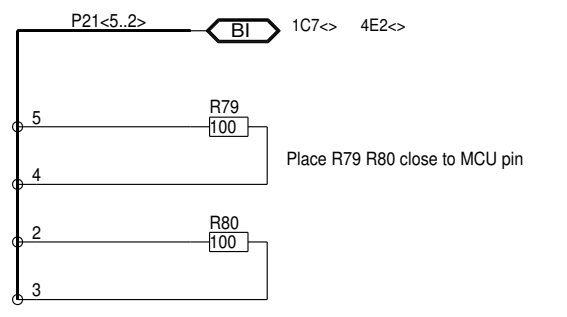 P21<5..2> BI 1C7<> 4E2<>
R79
5 100
Place R79 R80 close to MCU pin
4
R80
2 100
3